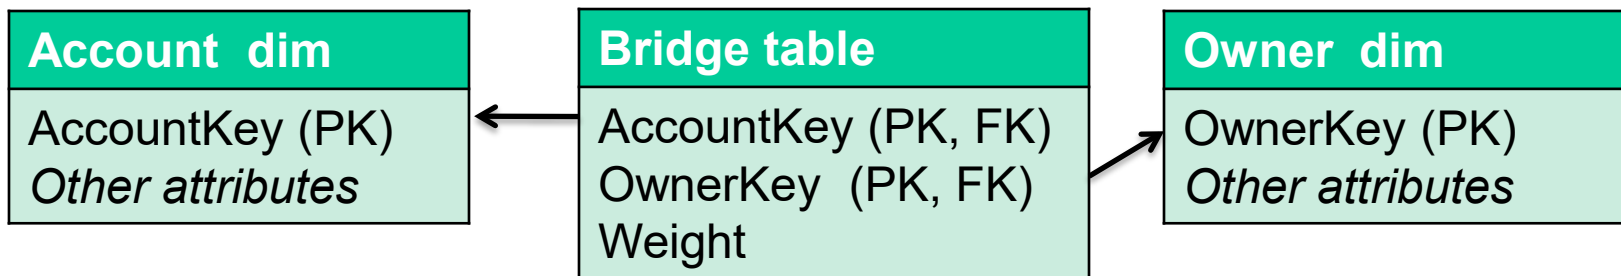 Account dim
AccountKey (PK)
Other attributes
Bridge table
AccountKey (PK, FK)
OwnerKey (PK, FK)
Weight
Owner dim
OwnerKey (PK)
Other attributes